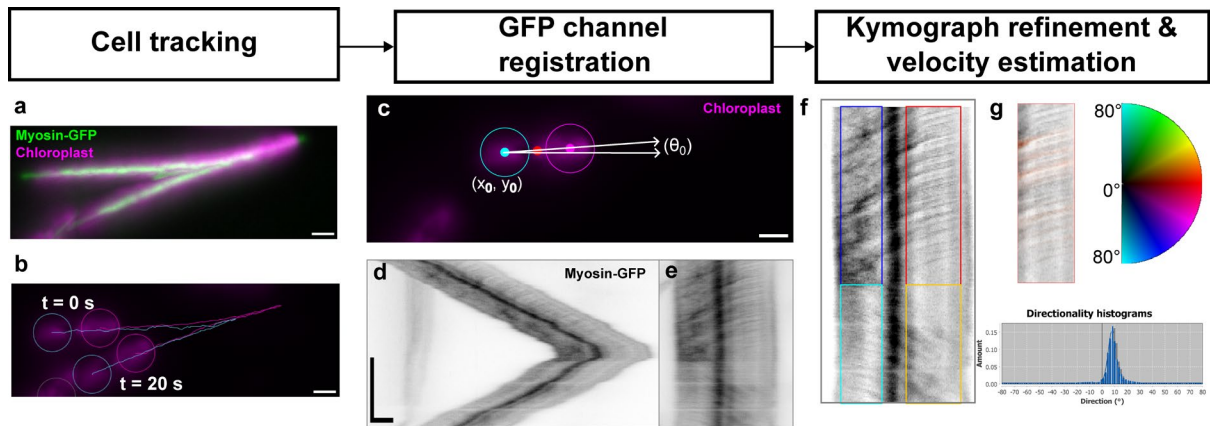 Cell tracking
GFP channel
registration
Kymograph refinement &
velocity estimation
a
Myosin-GFP
Chloroplast
b
t = 0 s
t = 20 s
c
Chloroplast
(θ0)
(x0, y0)
d
Myosin-GFP
e
f
g
80°
0°
80°
Directionality histograms
Amount
0.15
0.10
0.05
0.00
-80 -70 -60 -50 -40 -30 -20 -10 0 10 20 30 40 50 60 70 80
Direction (°)